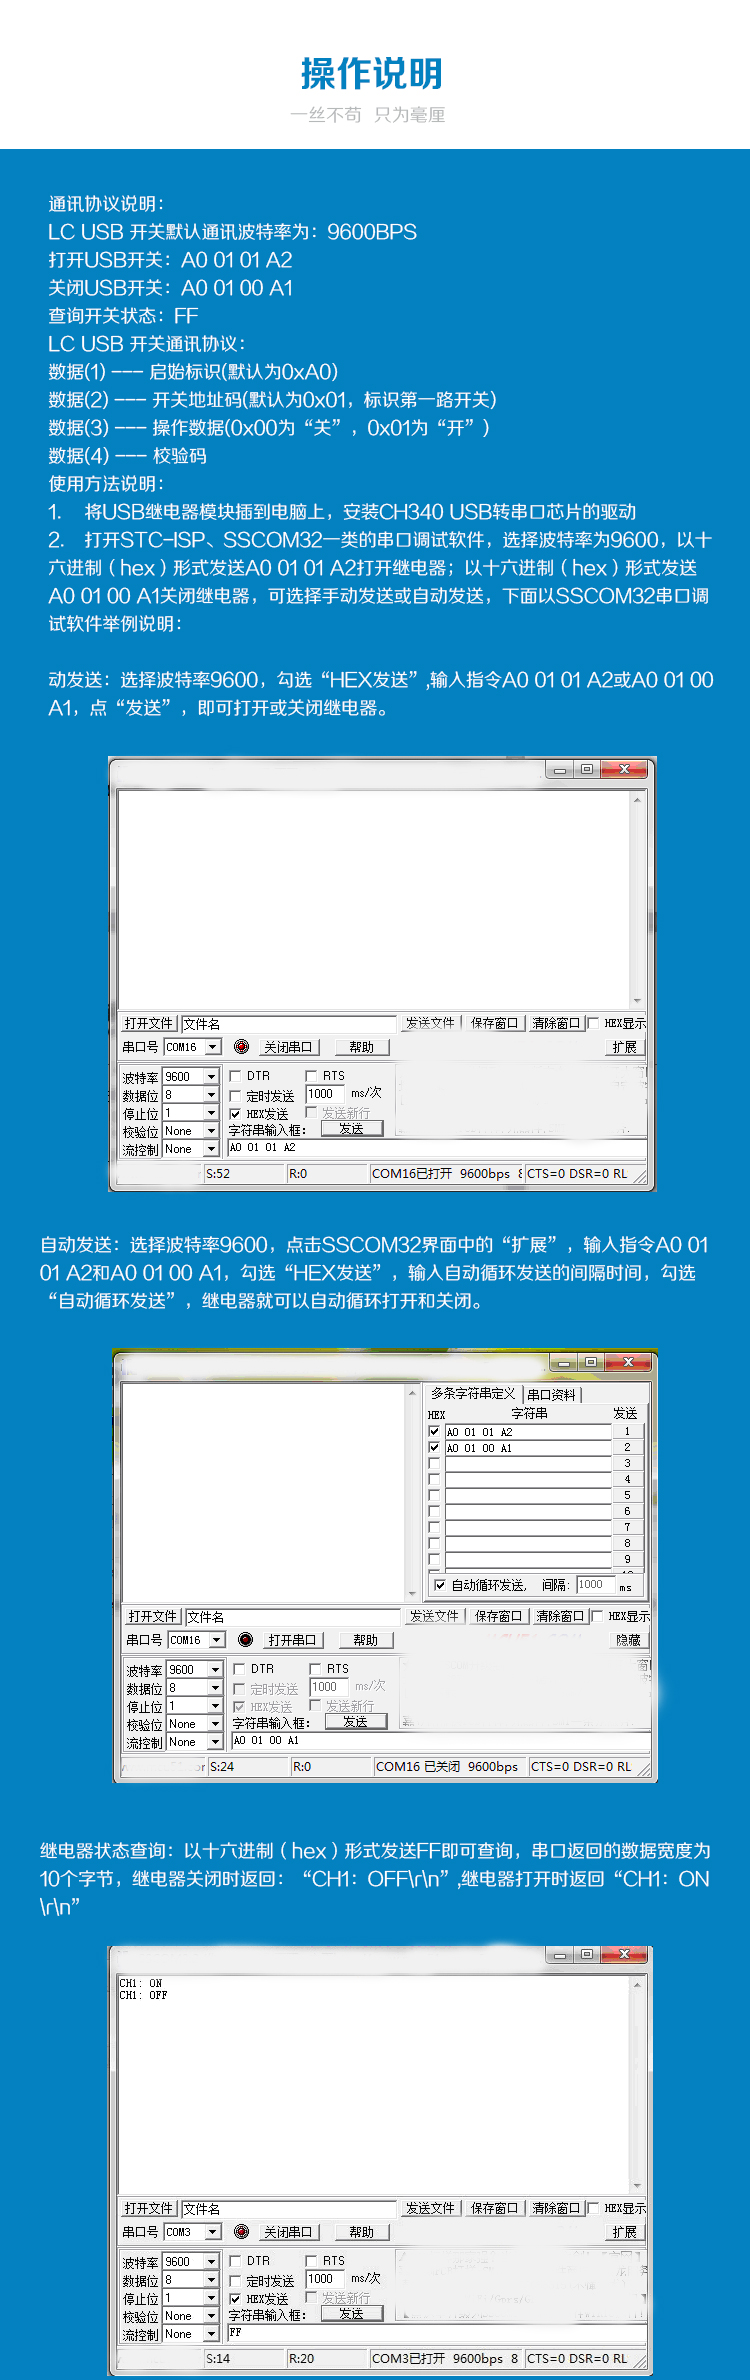 操作说明
一丝不苟 只为毫厘
通讯协议说明：
LC USB 开关默认通讯波特率为：9600BPS
打开USB开关：A0 01 01 A2
关闭USB开关：A0 01 00 A1
查询开关状态：FF
LC USB 开关通讯协议：
数据(1) --- 启始标识(默认为0xA0)
数据(2) --- 开关地址码(默认为0x01，标识第一路开关)
数据(3) --- 操作数据(0x00为“关”，0x01为“开”)
数据(4) --- 校验码
使用方法说明：
1. 将USB继电器模块插到电脑上，安装CH340 USB转串口芯片的驱动
2. 打开STC-ISP、SSCOM32一类的串口调试软件，选择波特率为9600，以十
六进制（hex）形式发送A0 01 01 A2打开继电器；以十六进制（hex）形式发送
A0 01 00 A1关闭继电器，可选择手动发送或自动发送，下面以SSCOM32串口调
试软件举例说明：
动发送：选择波特率9600，勾选“HEX发送”,输入指令A0 01 01 A2或A0 01 00
A1，点“发送”，即可打开或关闭继电器。
打开文件 文件名 发送文件 保存窗口 清除窗口 HEX显示
串口号 COM16 关闭串口 帮助 扩展
波特率 9600 DTR RTS
数据位 8 定时发送 1000 ms/次
停止位 1 HEX发送 发送新行
校验位 None 字符串输入框： 发送
流控制 None A0 01 01 A2
S:52 R:0 COM16已打开 9600bps 8 CTS=0 DSR=0 RL
自动发送：选择波特率9600，点击SSCOM32界面中的“扩展”，输入指令A0 01
01 A2和A0 01 00 A1，勾选“HEX发送”，输入自动循环发送的间隔时间，勾选
“自动循环发送”，继电器就可以自动循环打开和关闭。
多条字符串定义 串口资料
HEX 字符串 发送
A0 01 01 A2 1
A0 01 00 A1 2
3
4
5
6
7
8
9
自动循环发送， 间隔： 1000 ms
打开文件 文件名 发送文件 保存窗口 清除窗口 HEX显示
串口号 COM16 打开串口 帮助 隐藏
波特率 9600 DTR RTS
数据位 8 定时发送 1000 ms/次
停止位 1 HEX发送 发送新行
校验位 None 字符串输入框： 发送
流控制 None A0 01 00 A1
S:24 R:0 COM16 已关闭 9600bps CTS=0 DSR=0 RL
继电器状态查询：以十六进制（hex）形式发送FF即可查询，串口返回的数据宽度为
10个字节，继电器关闭时返回：“CH1：OFF\r\n”,继电器打开时返回“CH1：ON
\r\n”
CH1: ON
CH1: OFF
打开文件 文件名 发送文件 保存窗口 清除窗口 HEX显示
串口号 COM3 关闭串口 帮助 扩展
波特率 9600 DTR RTS
数据位 8 定时发送 1000 ms/次
停止位 1 HEX发送 发送新行
校验位 None 字符串输入框： 发送
流控制 None FF
S:14 R:20 COM3已打开 9600bps 8 CTS=0 DSR=0 RL